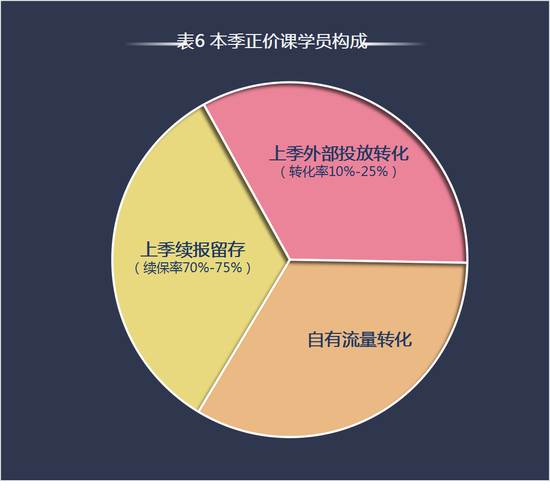 表6 本季正价课学员构成
上季外部投放转化
（转化率10%-25%）
上季续报留存
（续保率70%-75%）
自有流量转化